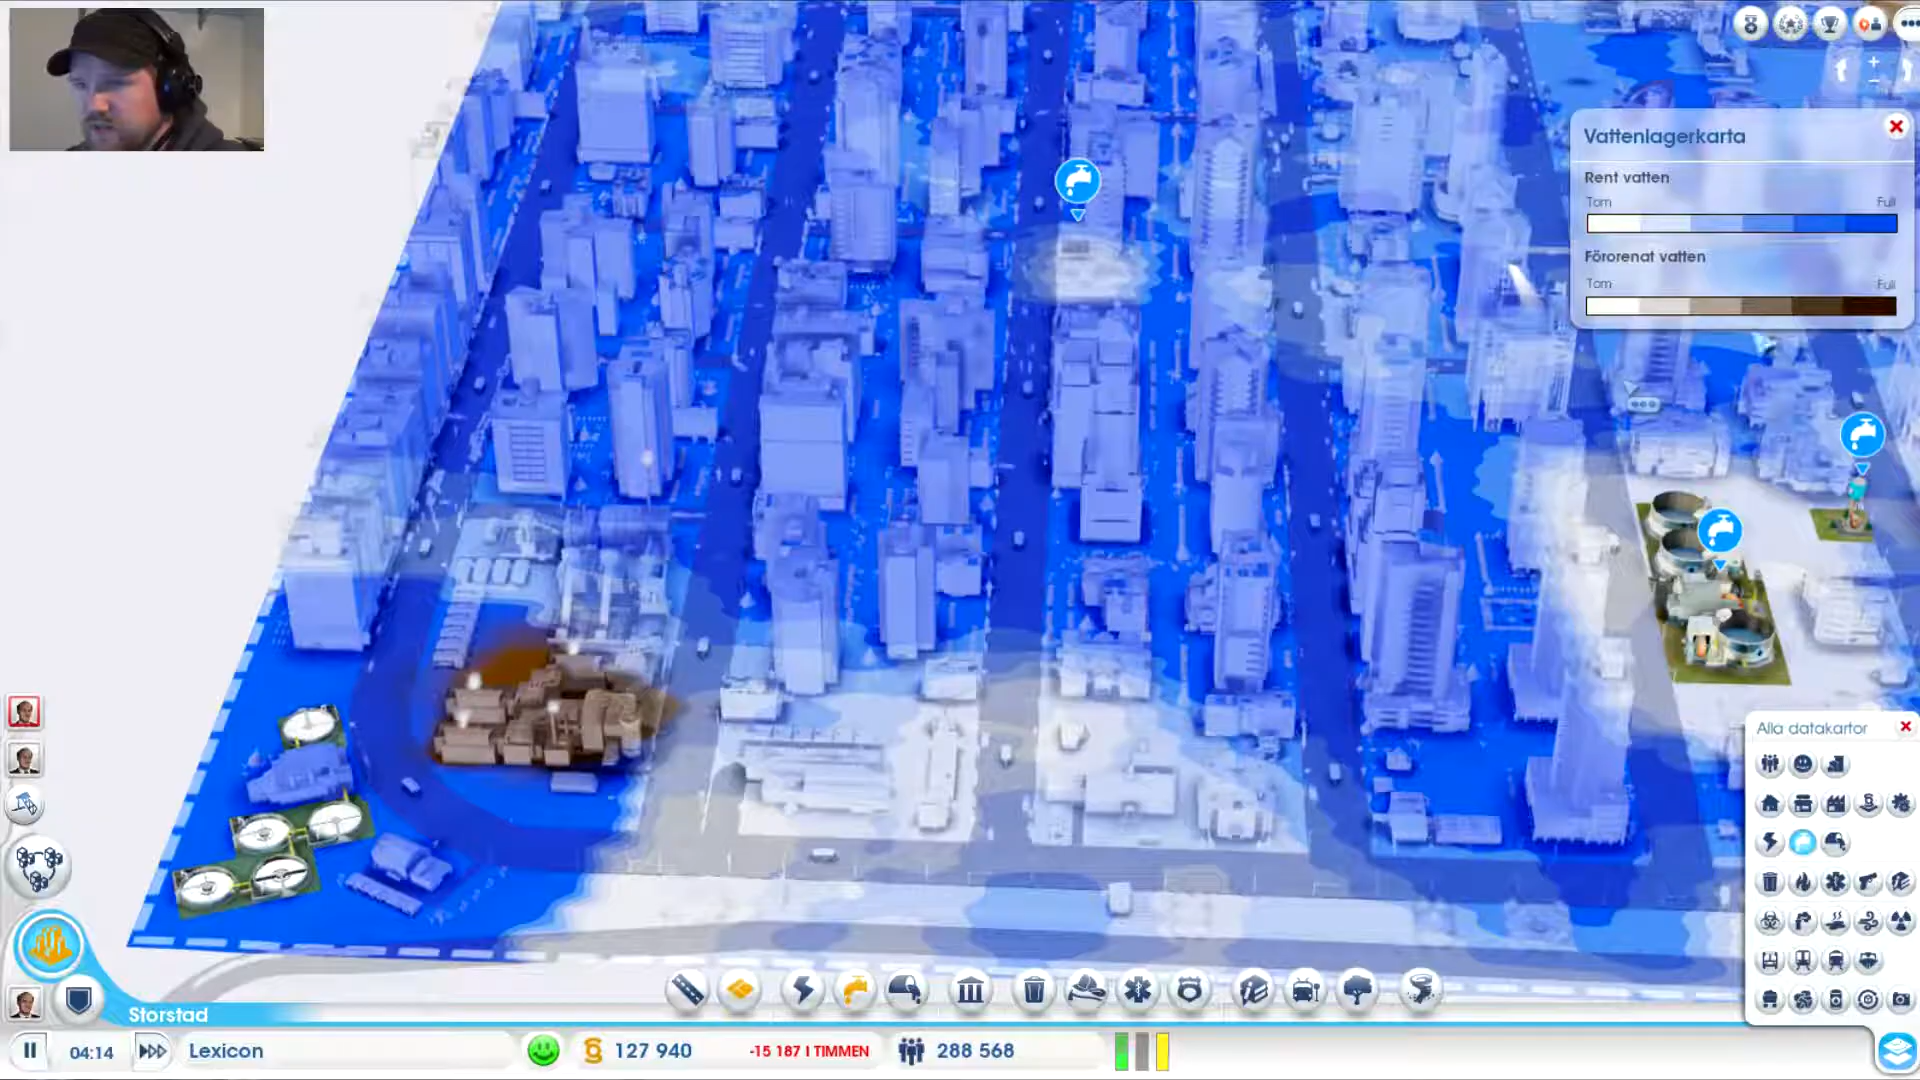 Vattenlagerkarta
Rent vatten
Tom Full
Förorenat vatten
Tom Full
Alla datakartor
Storstad
04:14 Lexicon 127 940 -15 187 I TIMMEN 288 568